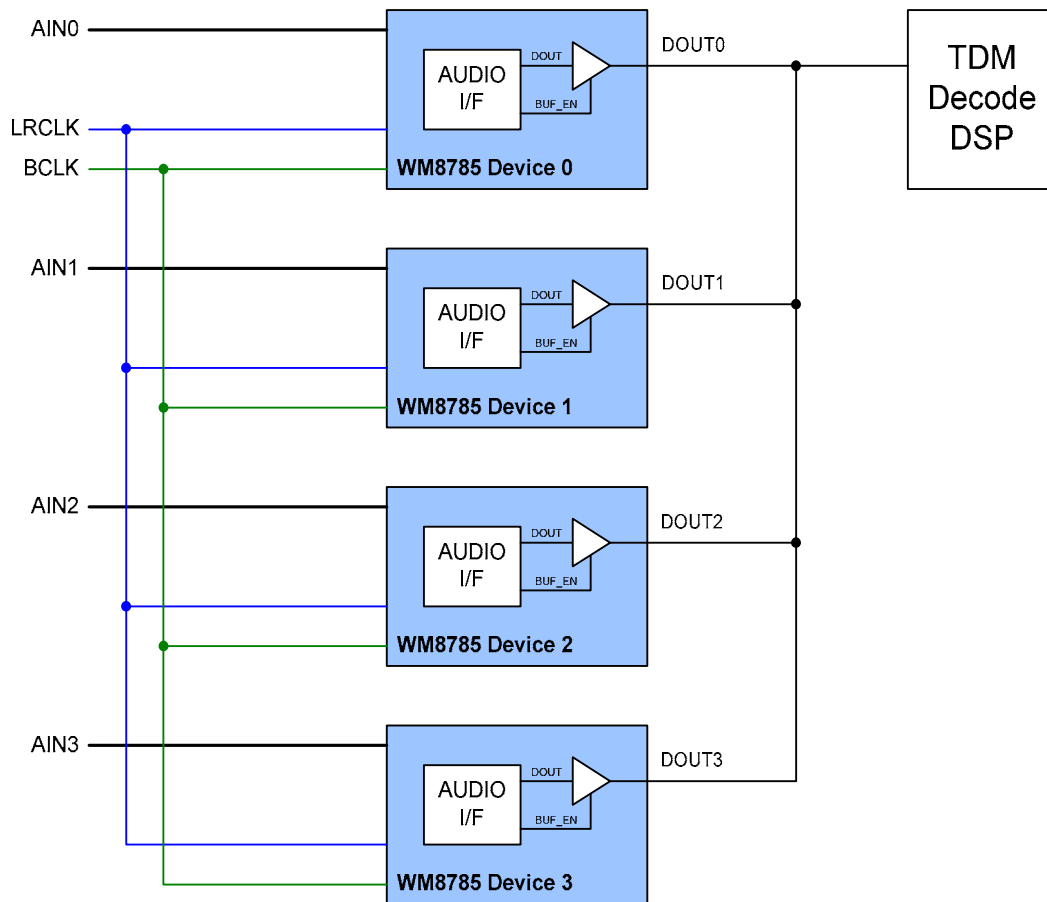 AIN0
LRCLK
BCLK
AUDIO
I/F
DOUT
BUF_EN
WM8785 Device 0
DOUT0
TDM
Decode
DSP
AIN1
AUDIO
I/F
DOUT
BUF_EN
WM8785 Device 1
DOUT1
AIN2
AUDIO
I/F
DOUT
BUF_EN
WM8785 Device 2
DOUT2
AIN3
AUDIO
I/F
DOUT
BUF_EN
WM8785 Device 3
DOUT3